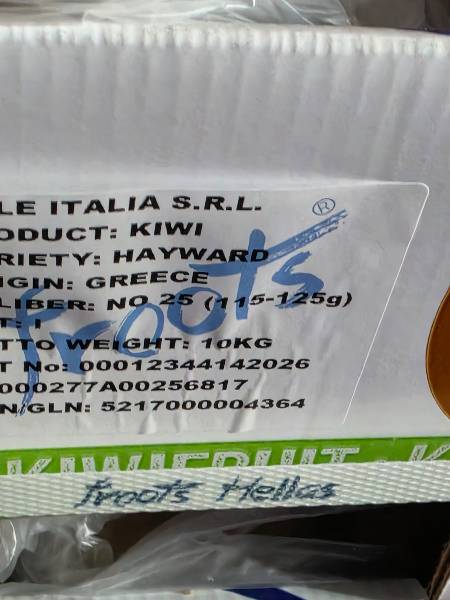 LE ITALIA S.R.L.
®
ODUCT: KIWI
RIETY: HAYWARD
IGIN: GREECE
LIBER: NO 25 (115-125g)
T: I
froots
TTO WEIGHT: 10KG
T No: 00012344142026
000277A00256817
N/GLN: 5217000004364
KIWIFRUIT · K
froots Hellas